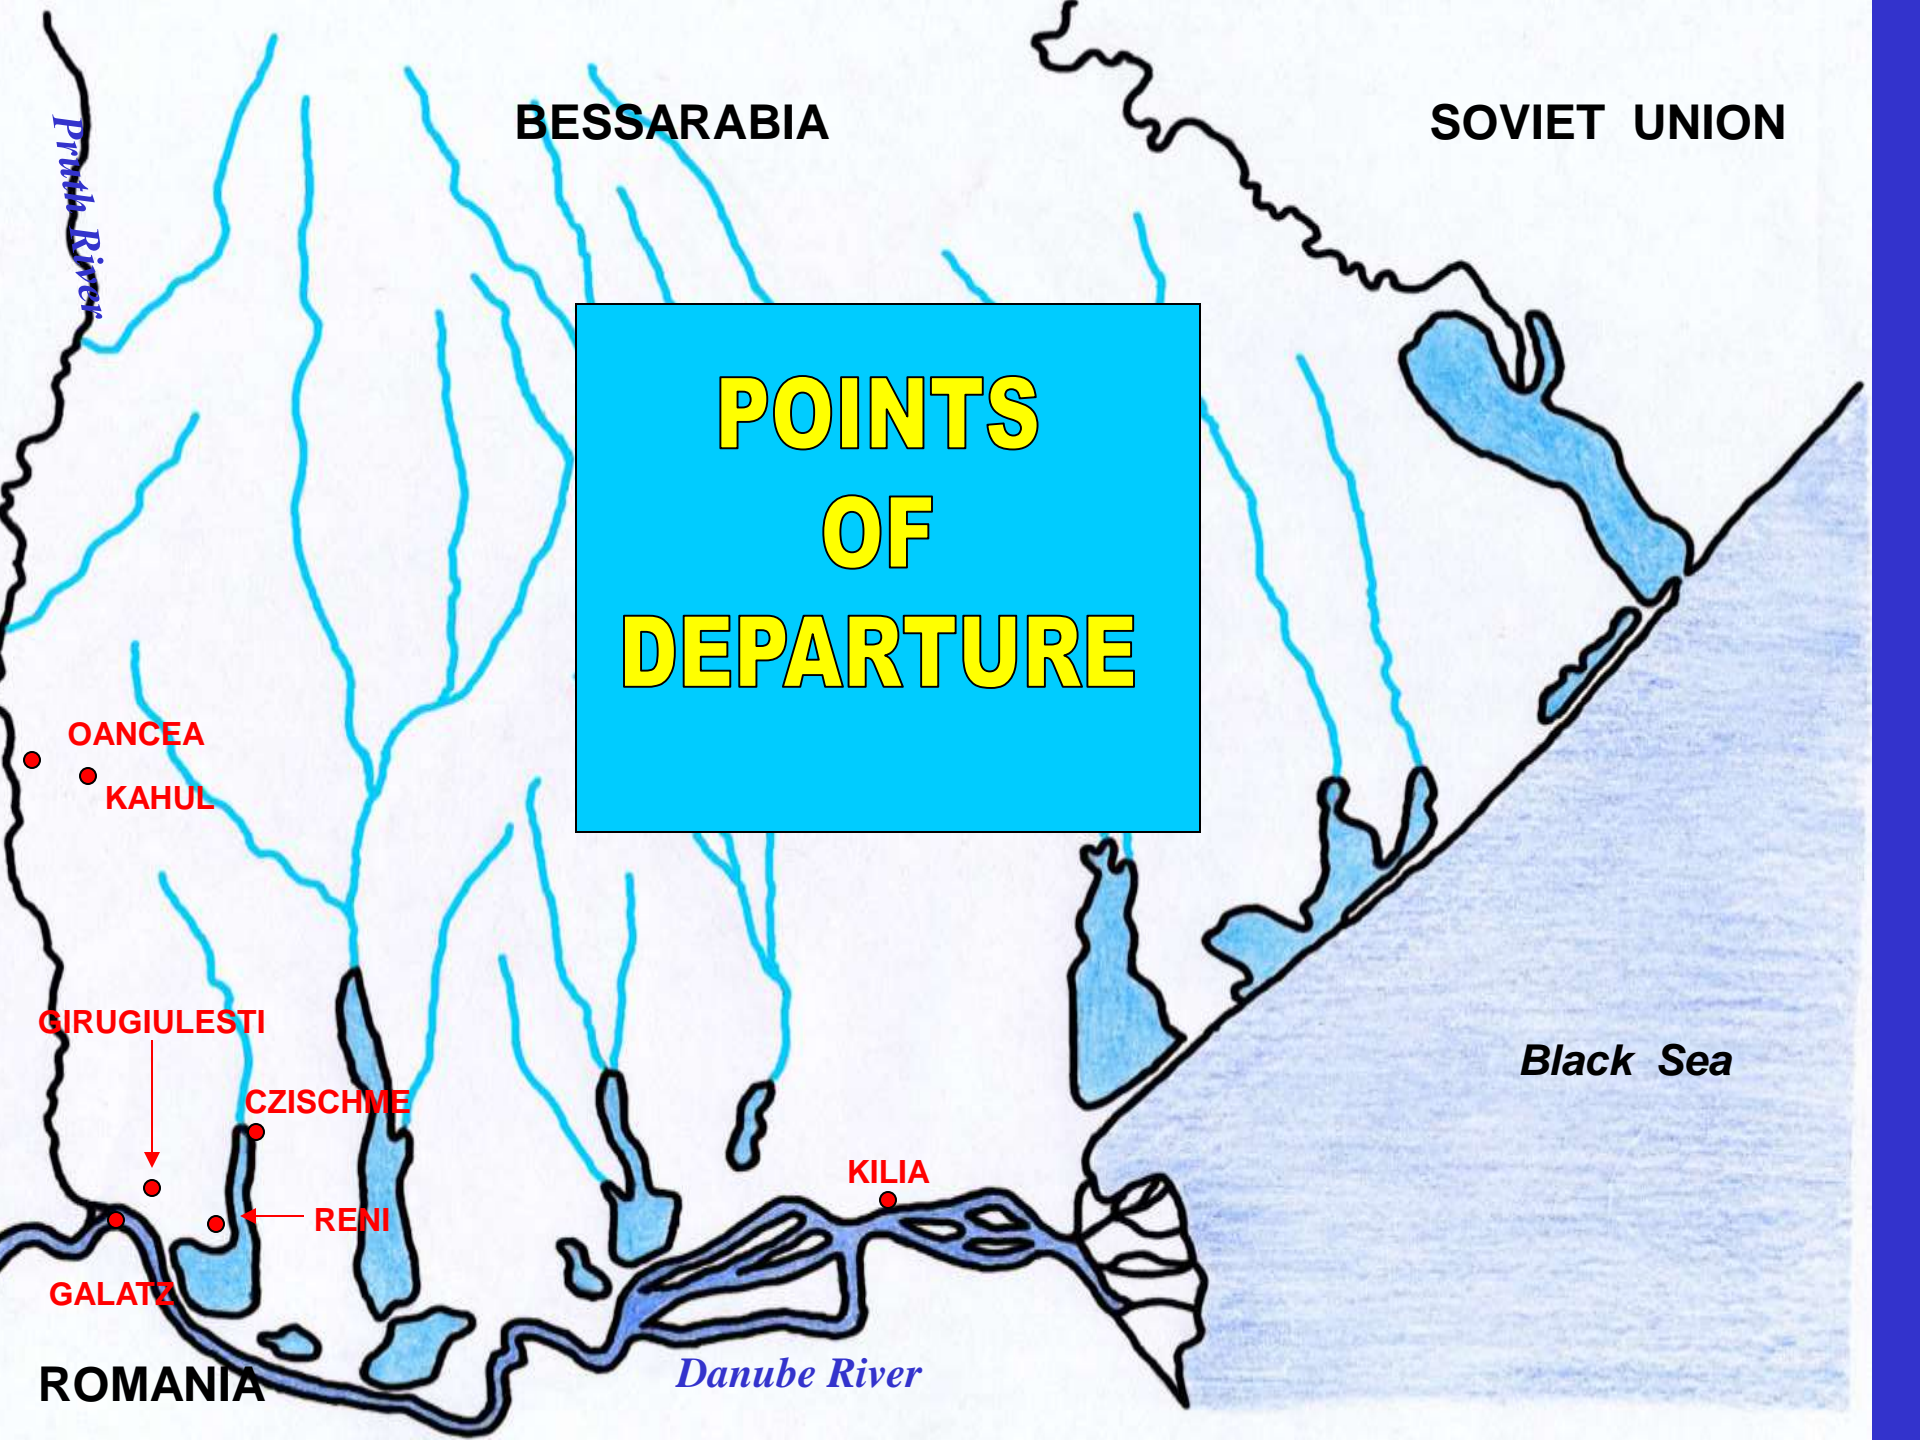 BESSARABIA
SOVIET UNION
Pruth River
POINTS
OF
DEPARTURE
OANCEA
KAHUL
GIRUGIULESTI
Black Sea
CZISCHME
KILIA
RENI
GALATZ
ROMANIA
Danube River